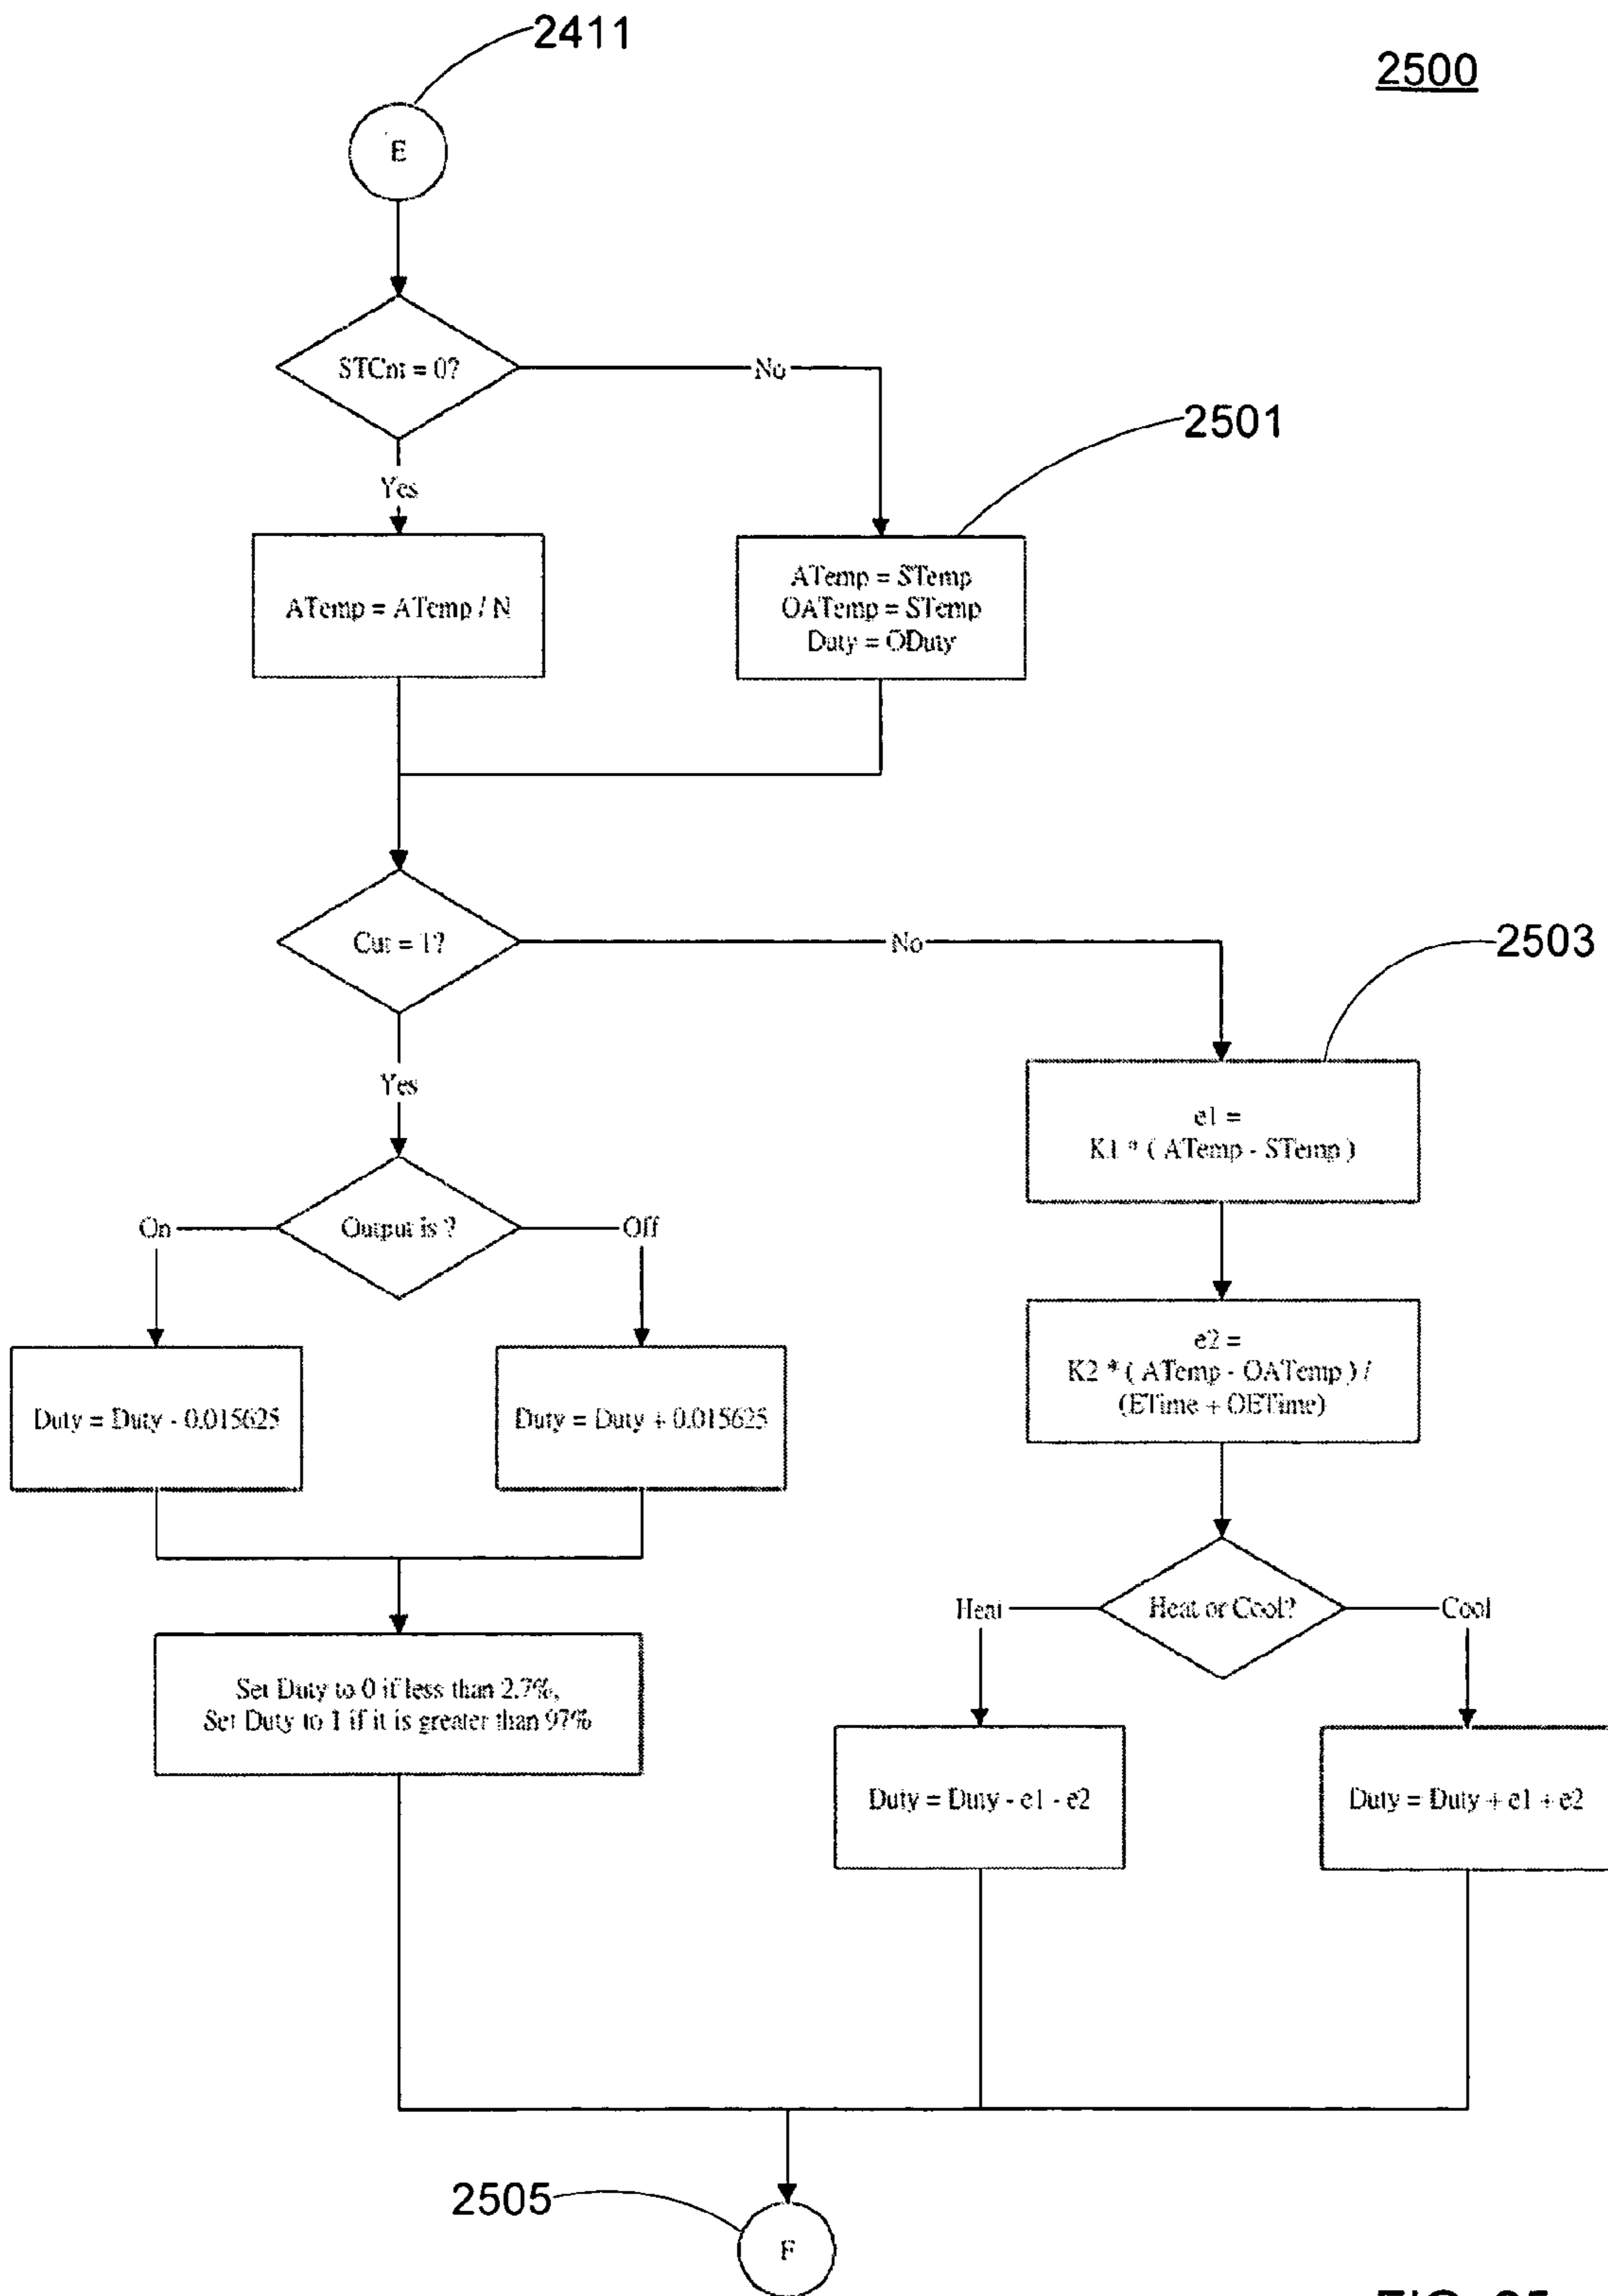 2411
2500
E
STCnt = 0?
No
2501
Yes
ATemp = ATemp / N
ATemp = STemp
OATemp = STemp
Duty = ODuty
Cut = 1?
No
2503
Yes
e1 =
K1 * ( ATemp - STemp )
On
Output is ?
Off
e2 =
K2 * ( ATemp - OATemp ) /
(ETime + OETime)
Duty = Duty - 0.015625
Duty = Duty + 0.015625
Heat
Heat or Cool?
Cool
Set Duty to 0 if less than 2.7%,
Set Duty to 1 if it is greater than 97%
Duty = Duty - e1 - e2
Duty = Duty + e1 + e2
2505
F